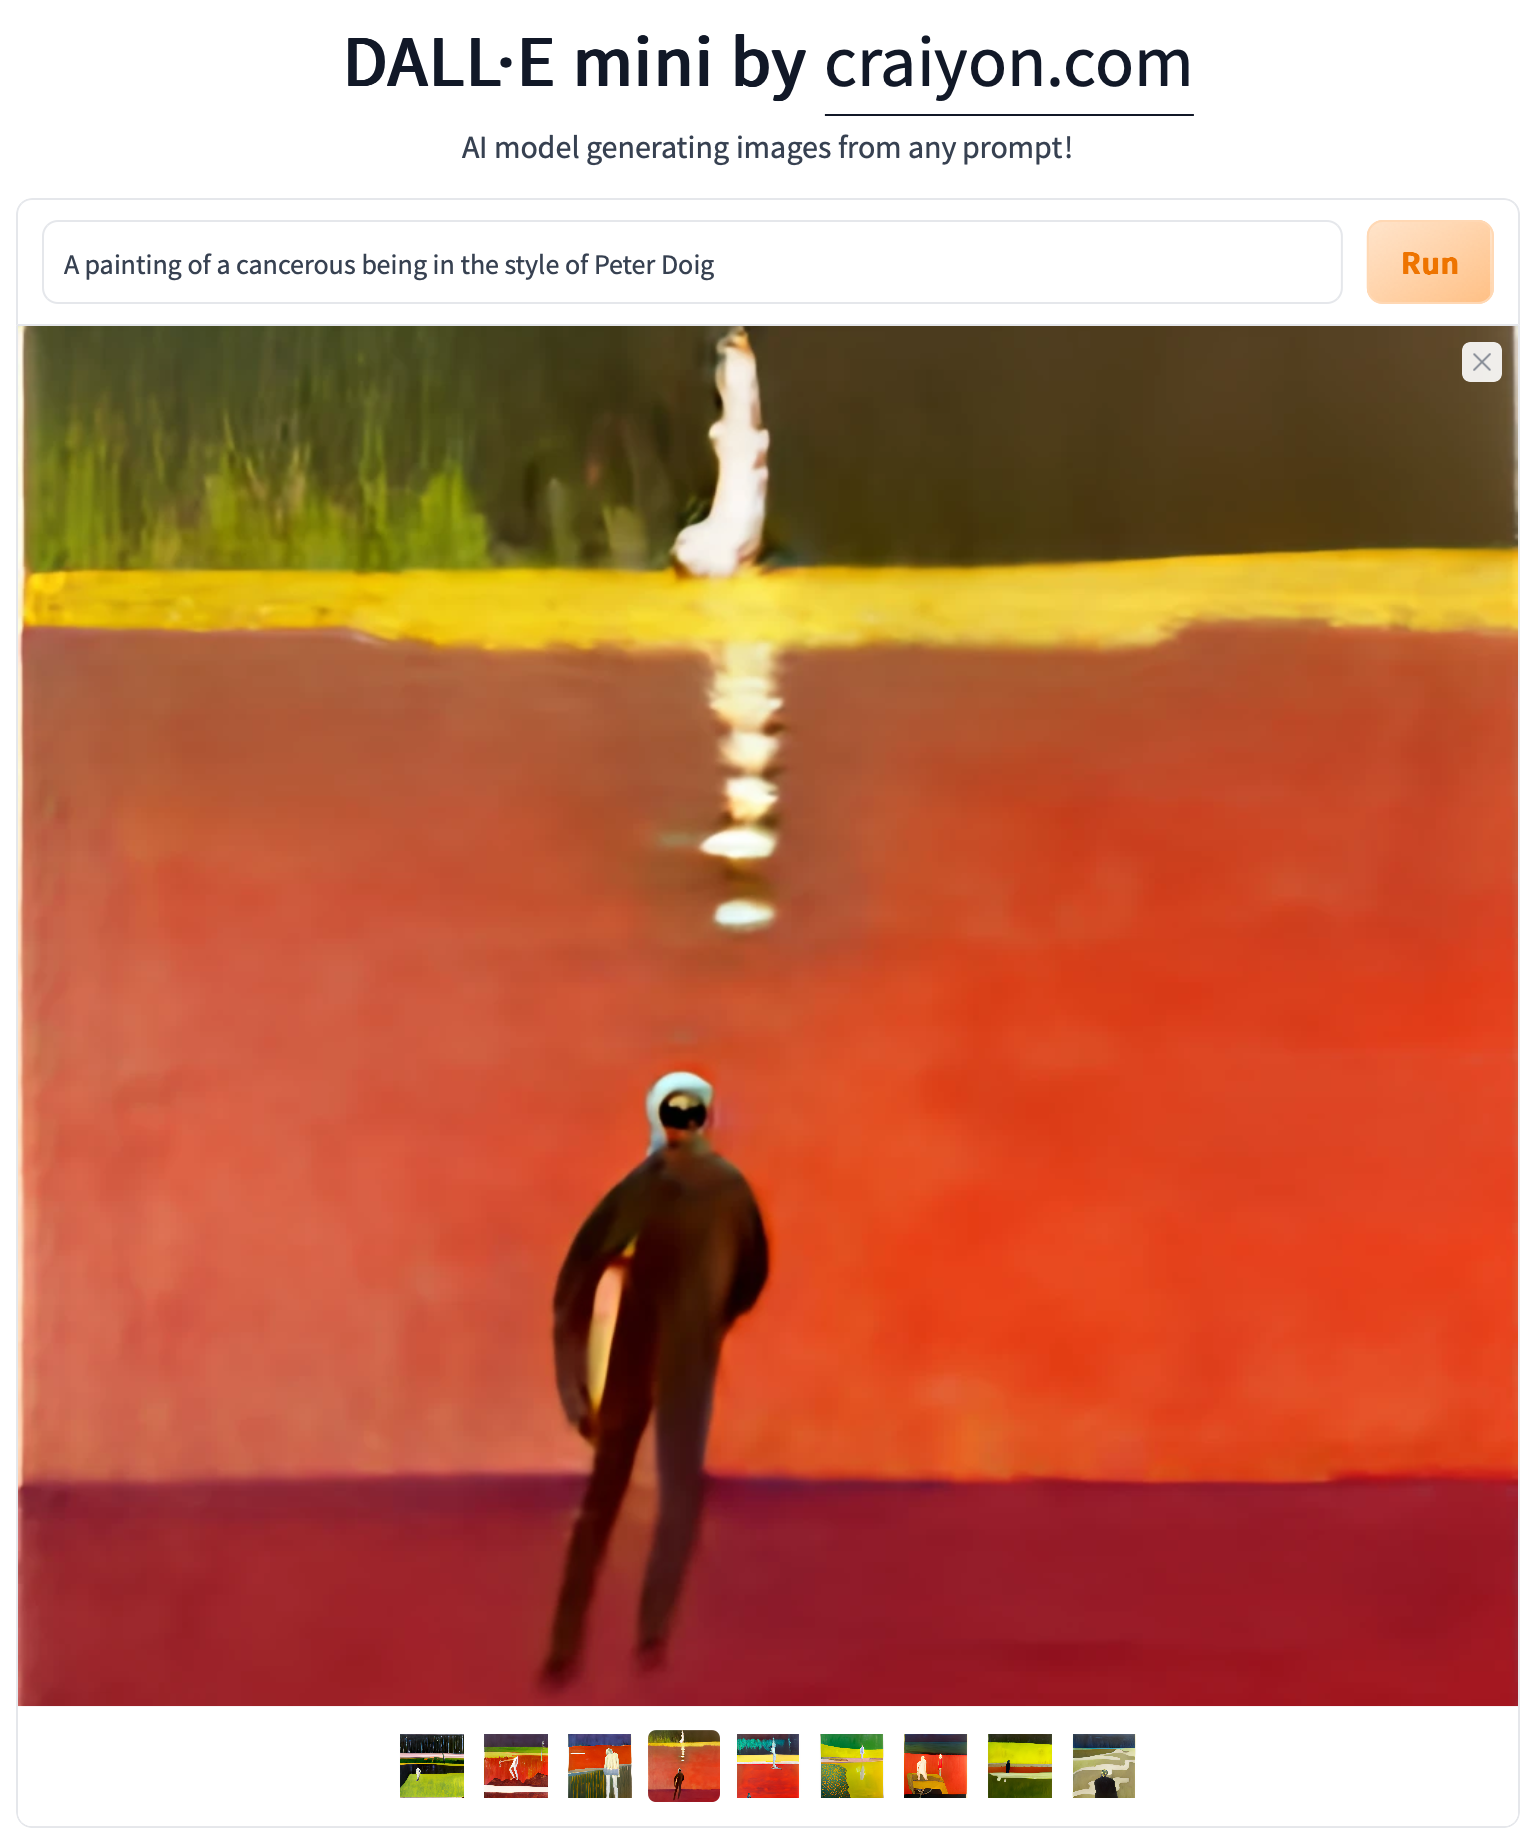 DALL·E mini by craiyon.com
AI model generating images from any prompt!
A painting of a cancerous being in the style of Peter Doig
Run